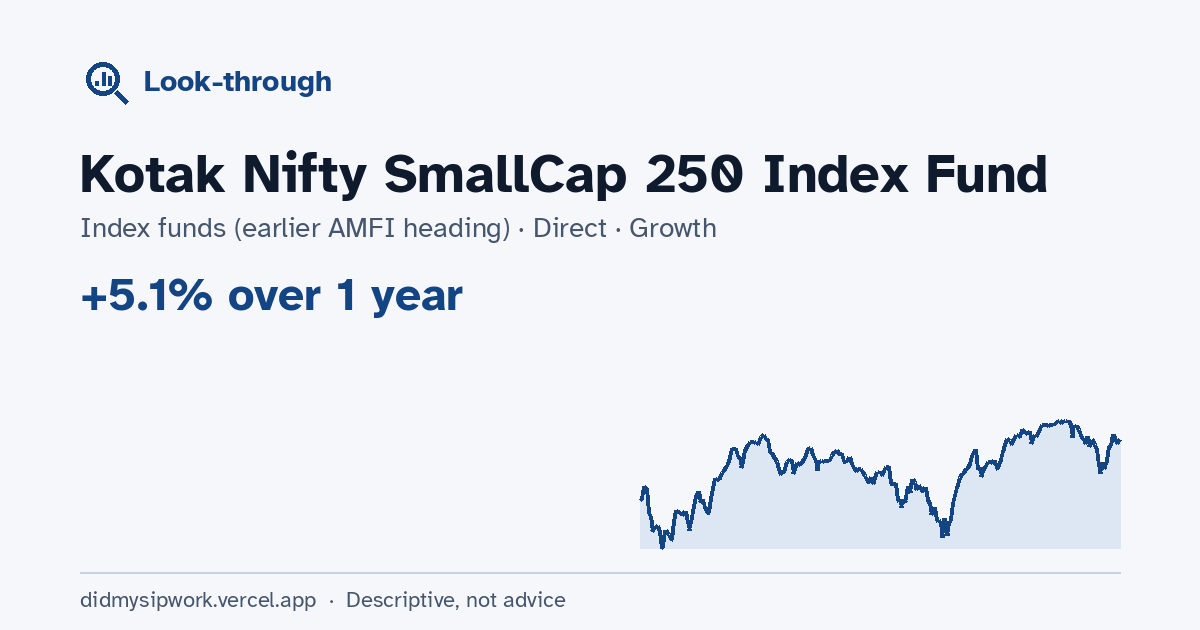 Look-through
Kotak Nifty SmallCap 250 Index Fund
Index funds (earlier AMFI heading) · Direct · Growth
+5.1% over 1 year
didmysipwork.vercel.app · Descriptive, not advice